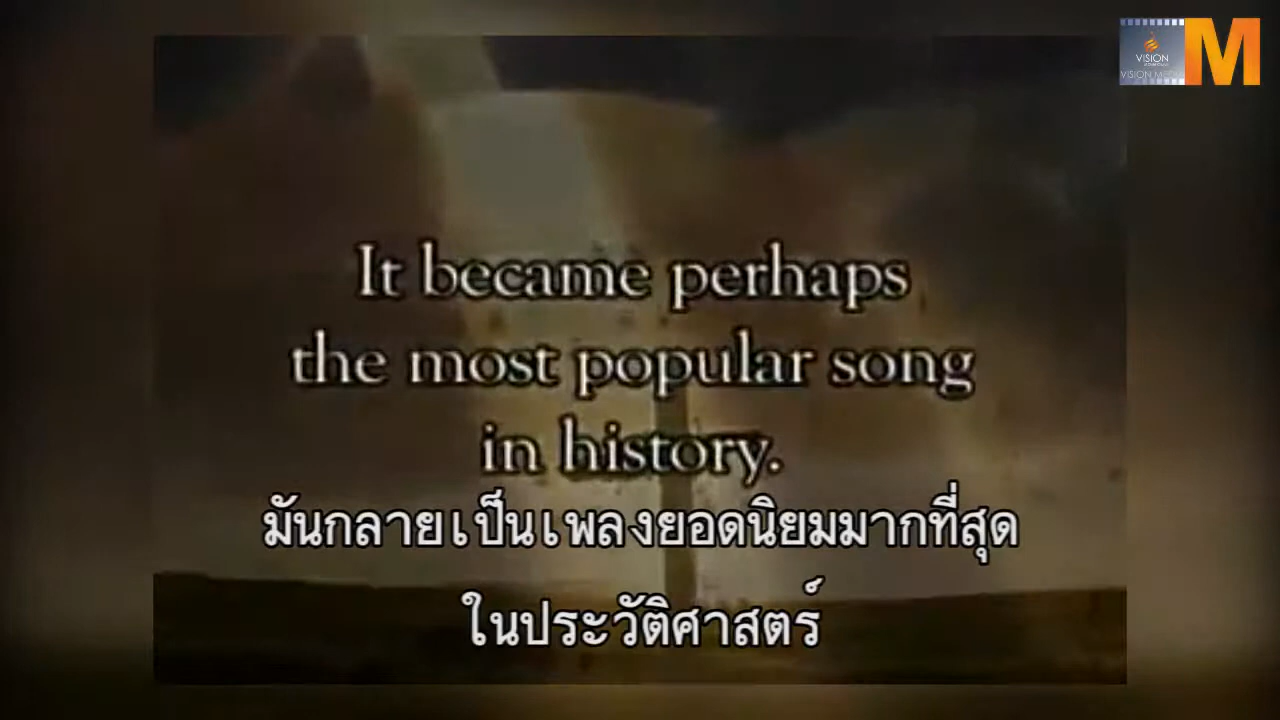 VISION
VISION MEDIA
M
It became perhaps
the most popular song
in history.
มันกลายเป็นเพลงยอดนิยมมากที่สุด
ในประวัติศาสตร์